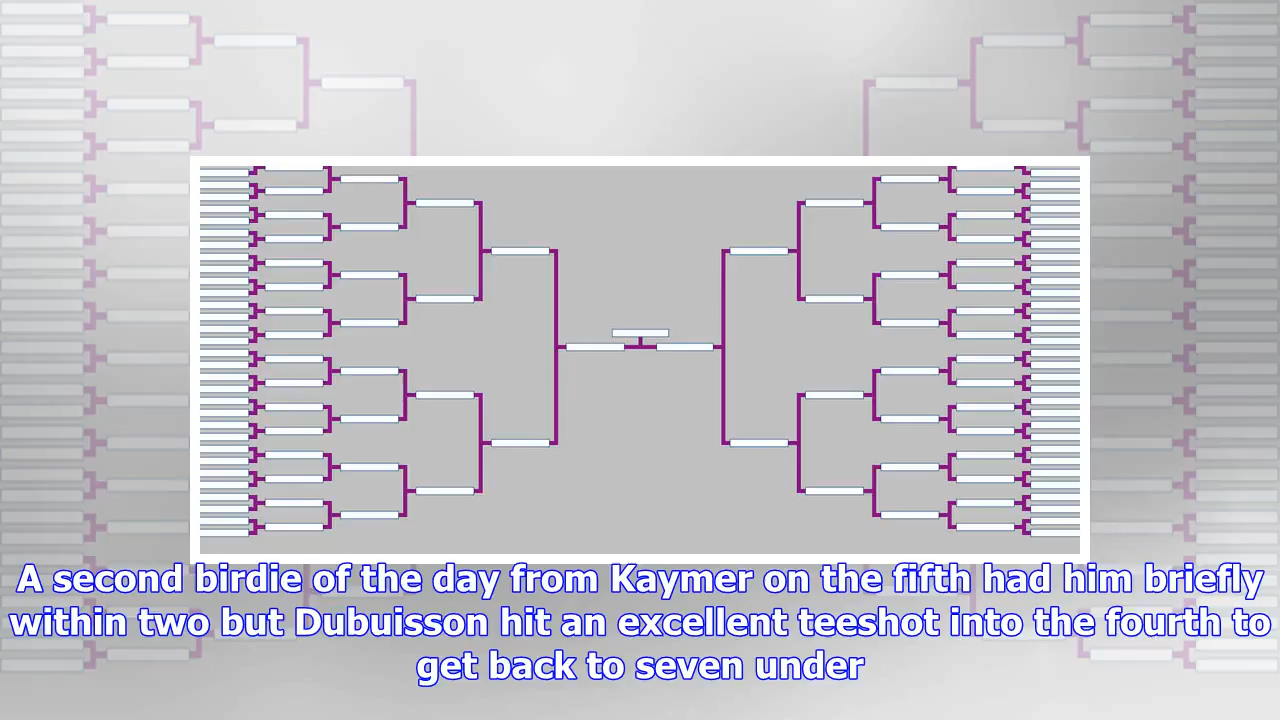 A second birdie of the day from Kaymer on the fifth had him briefly
within two but Dubuisson hit an excellent teeshot into the fourth to
get back to seven under